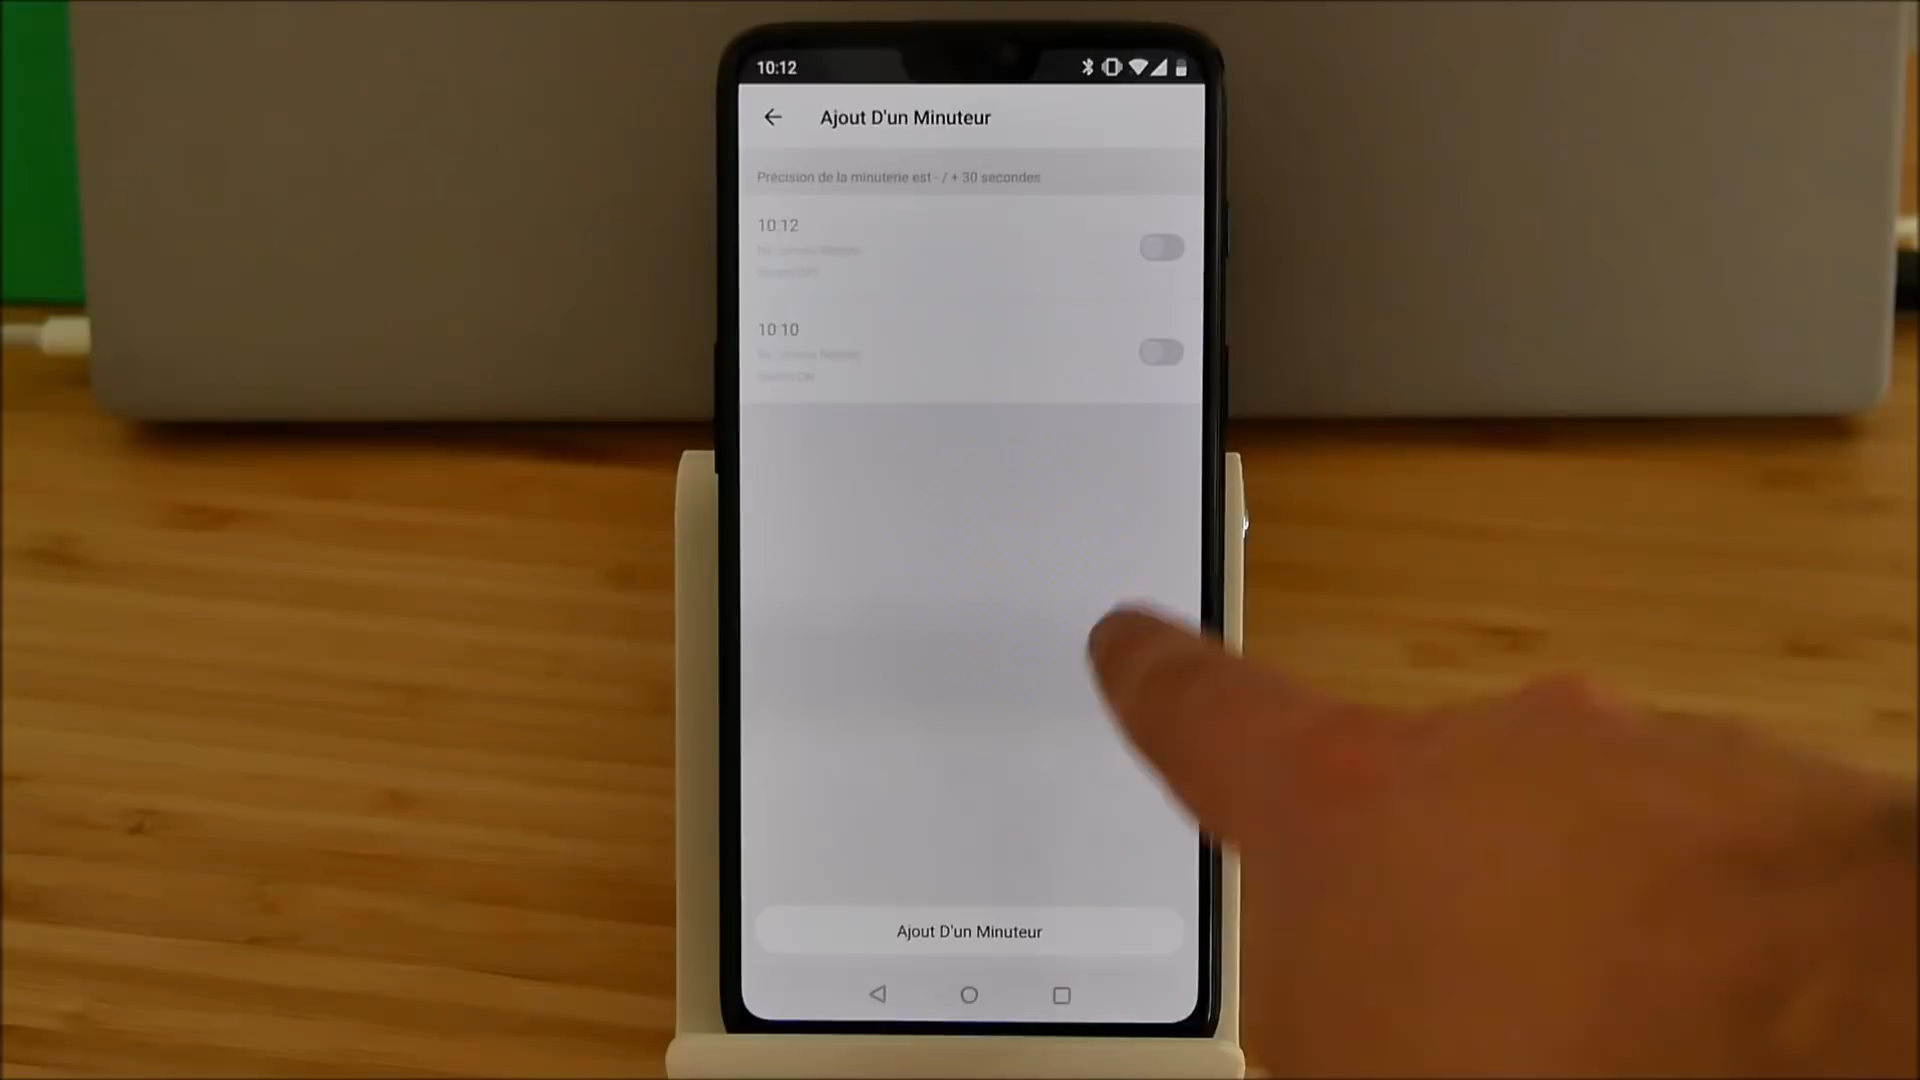 10:12
Ajout D'un Minuteur
Précision de la minuterie est - / + 30 secondes
10:12
10:10
Ajout D'un Minuteur